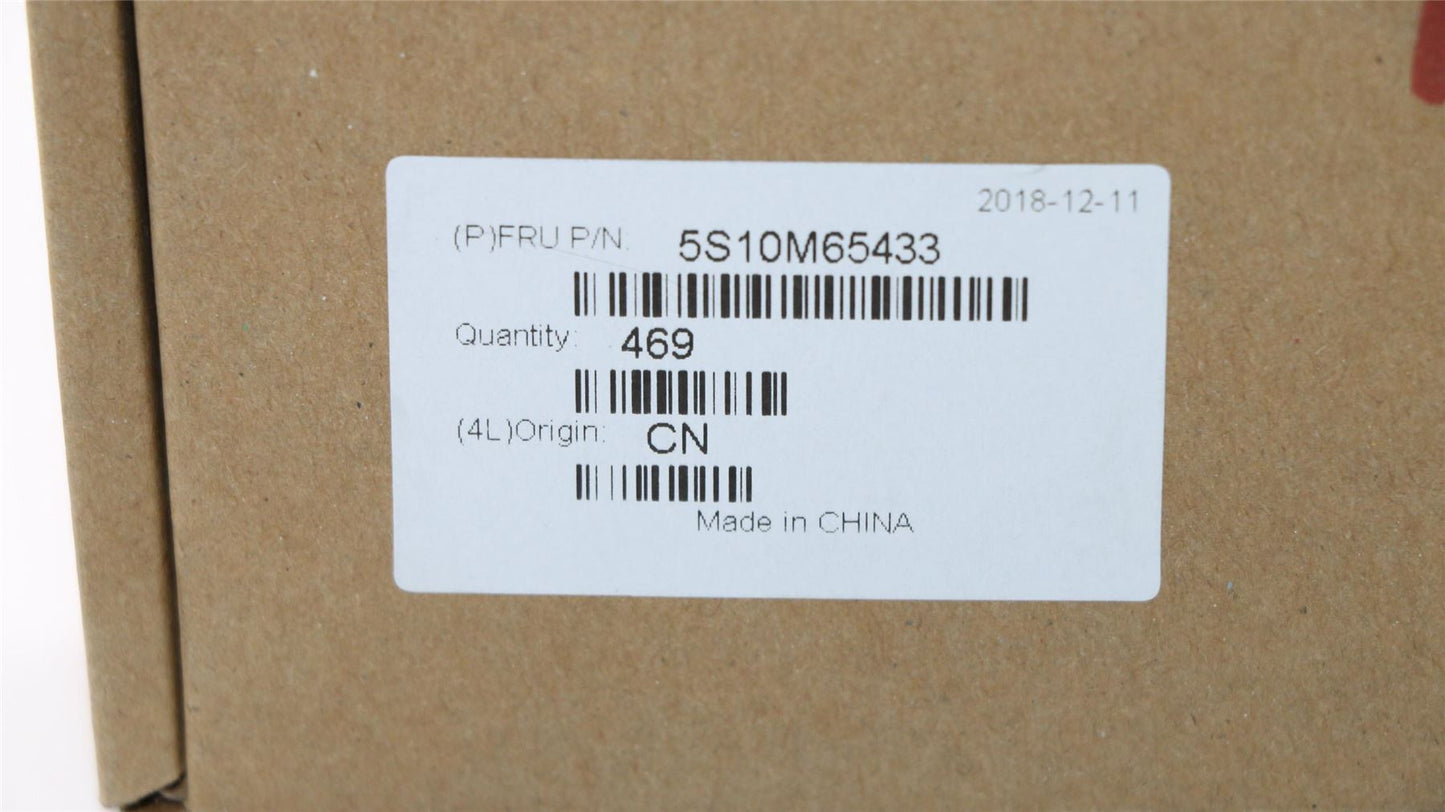 2018-12-11
(P)FRU P/N: 5S10M65433
Quantity: 469
(4L)Origin: CN
Made in CHINA